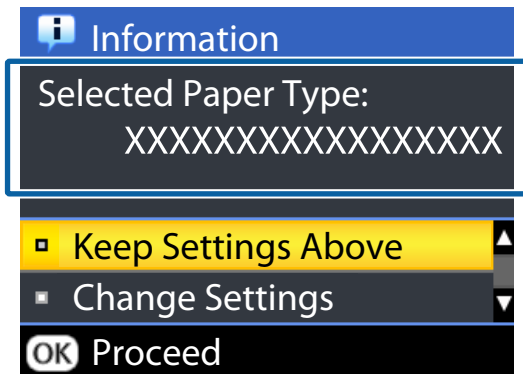 Information
Selected Paper Type:
XXXXXXXXXXXXXXXXX
Keep Settings Above
Change Settings
OK Proceed